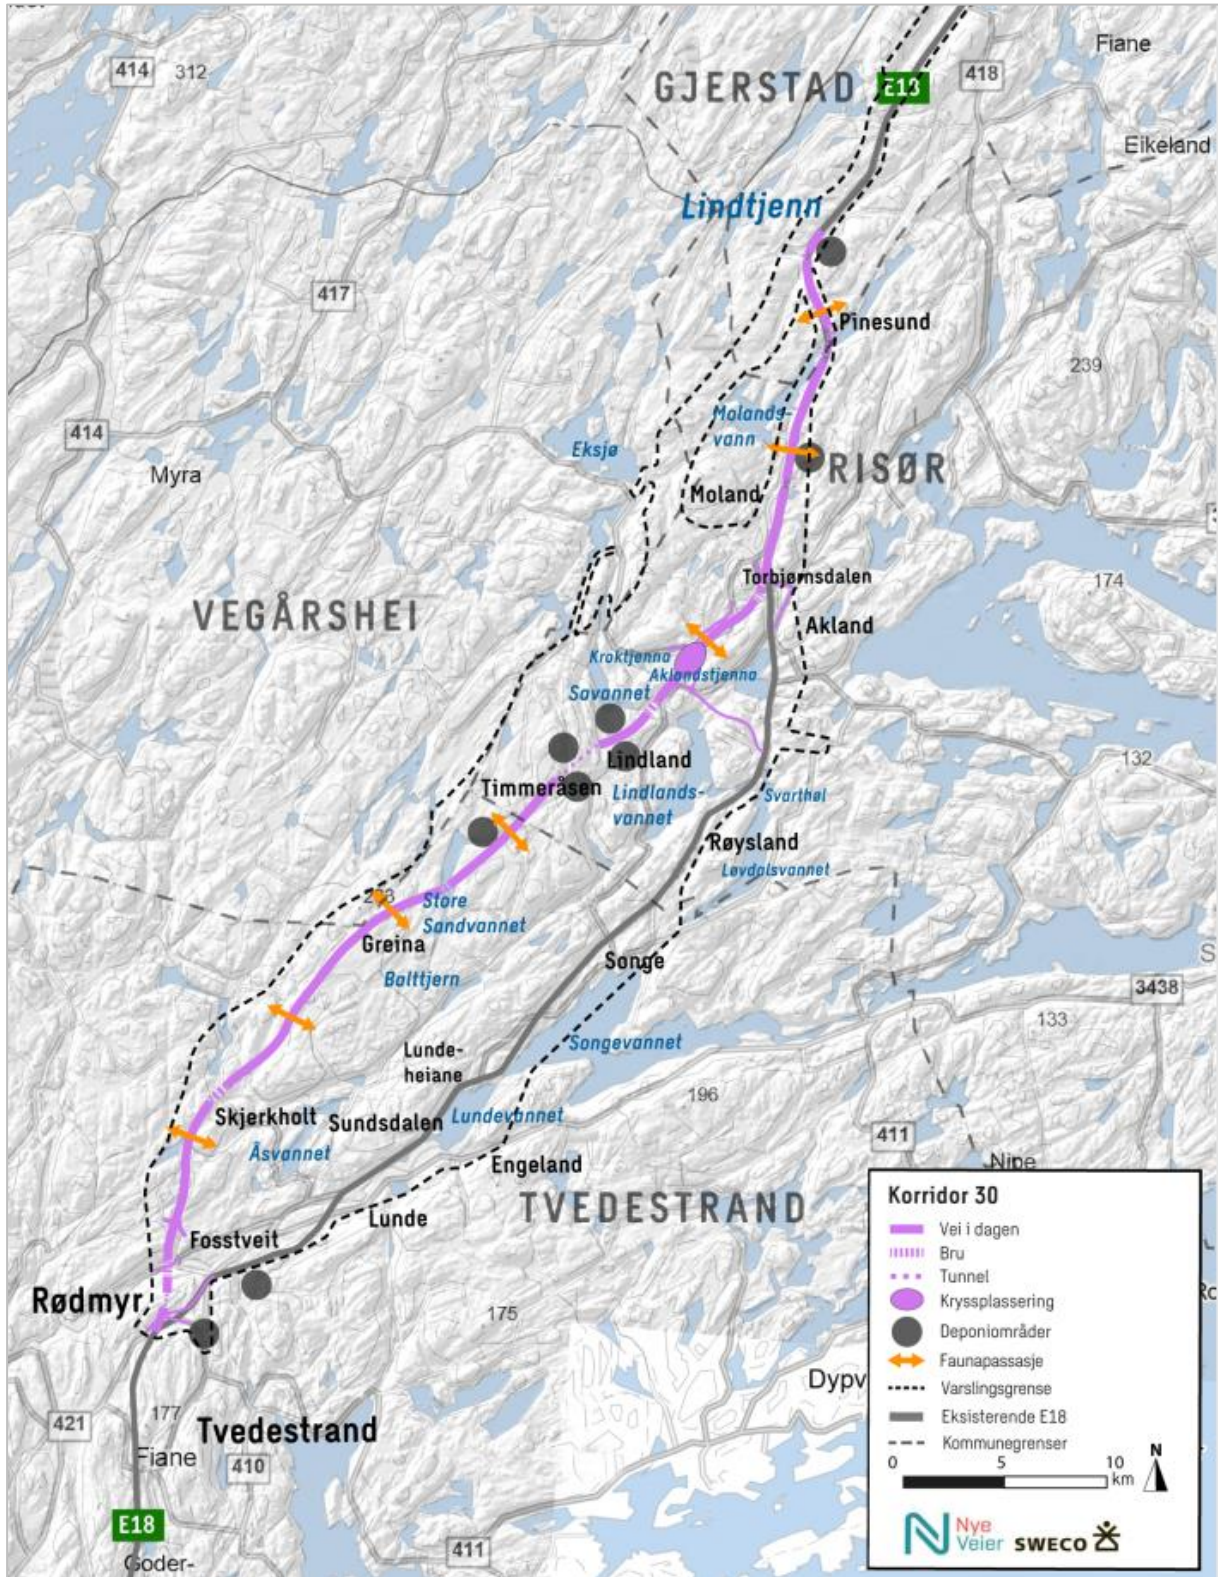 Fiane
414
312
GJERSTAD
E18
418
Eikeland
Lindtjenn
417
Pinesund
239
Molands-
vann
414
Eksjø
Myra
RISØR
Moland
Torbjørnsdalen
174
VEGÅRSHEI
Akland
Kroktjenna
Aklandstjenna
Savannet
Lindland
132
Timmeråsen
Lindlands-
vannet
Svarthøl
Røysland
Løvdalsvannet
Store
Sandvannet
Greina
Songe
Balttjern
3438
133
Songevannet
Lunde-
heiane
196
Skjerkholt
Sundsdalen
Lundevannet
411
Åsvannet
Nipe
Engeland
TVEDESTRAND
Lunde
Fosstveit
Rødmyr
175
Dypv
421
177
Tvedestrand
Fiane
410
E18
Goder-
411
Korridor 30
Vei i dagen
Bru
Tunnel
Kryssplassering
Deponiområder
Faunapassasje
Varslingsgrense
Eksisterende E18
Kommunegrenser
0 5 10
km
N
Nye
Veier
SWECO